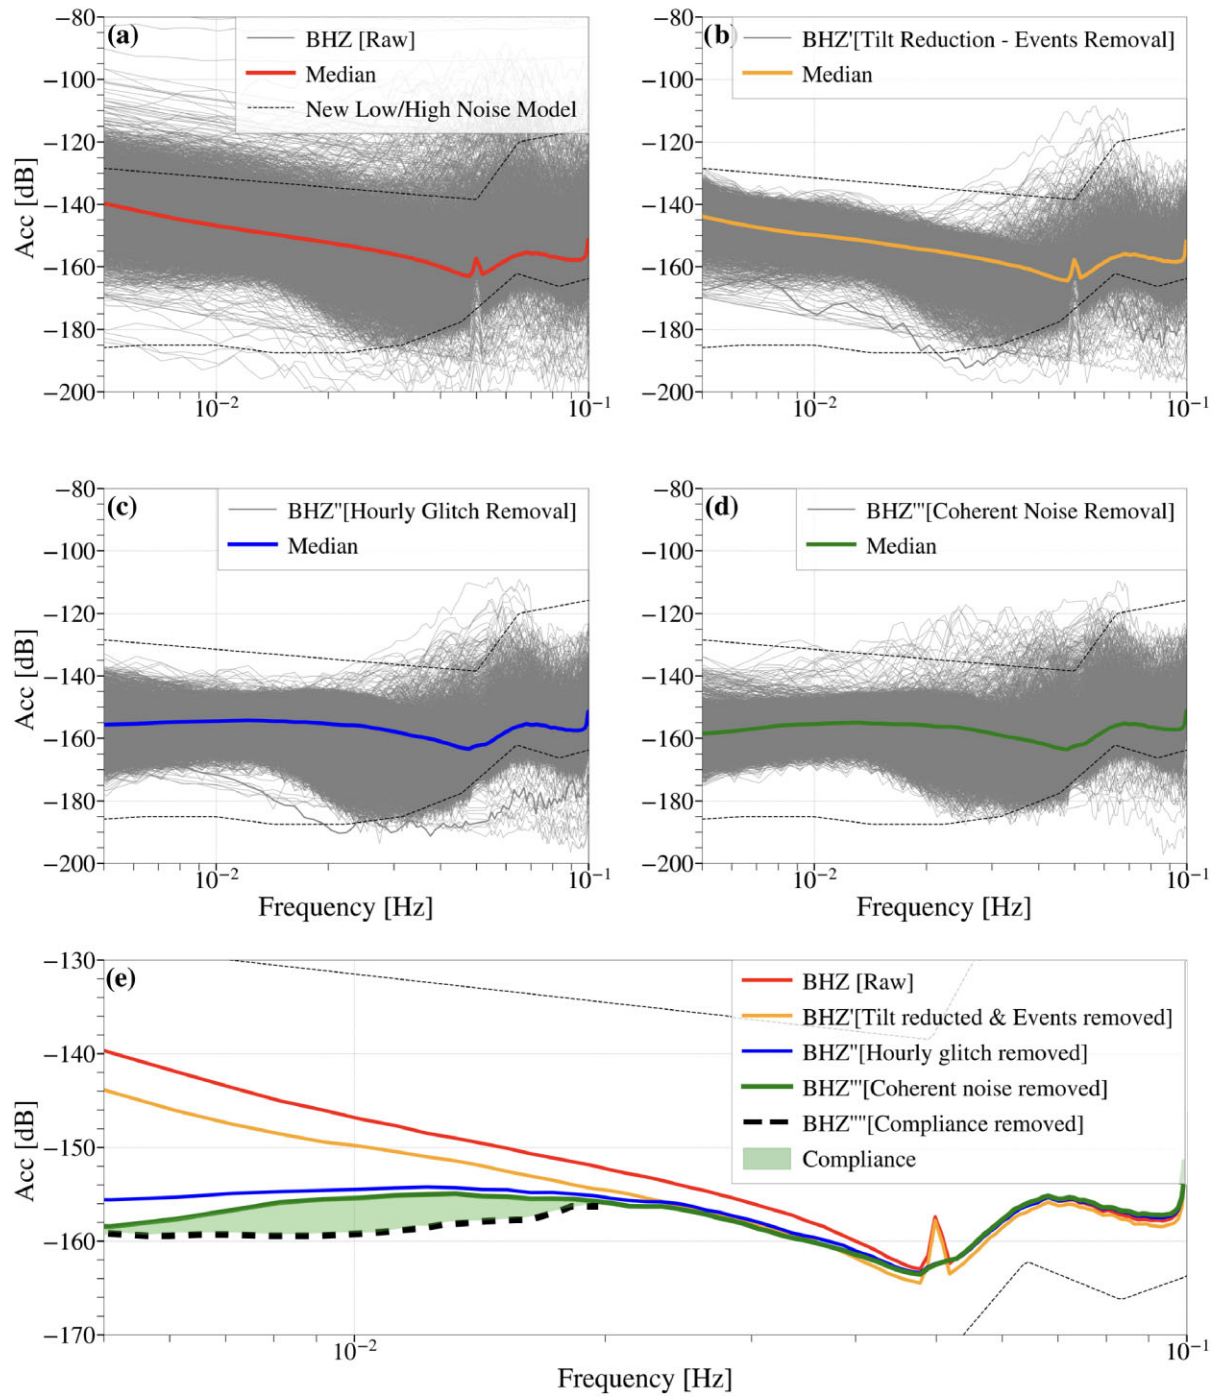 (a)
BHZ [Raw]
Median
New Low/High Noise Model
−80
−100
−120
−140
−160
−180
−200
Acc [dB]
10−2
10−1
(b)
BHZ'[Tilt Reduction - Events Removal]
Median
−80
−100
−120
−140
−160
−180
−200
10−2
10−1
(c)
BHZ''[Hourly Glitch Removal]
Median
−80
−100
−120
−140
−160
−180
−200
Acc [dB]
10−2
10−1
Frequency [Hz]
(d)
BHZ'''[Coherent Noise Removal]
Median
−80
−100
−120
−140
−160
−180
−200
10−2
10−1
Frequency [Hz]
(e)
BHZ [Raw]
BHZ'[Tilt reducted & Events removed]
BHZ''[Hourly glitch removed]
BHZ'''[Coherent noise removed]
BHZ''''[Compliance removed]
Compliance
−130
−140
−150
−160
−170
Acc [dB]
10−2
10−1
Frequency [Hz]